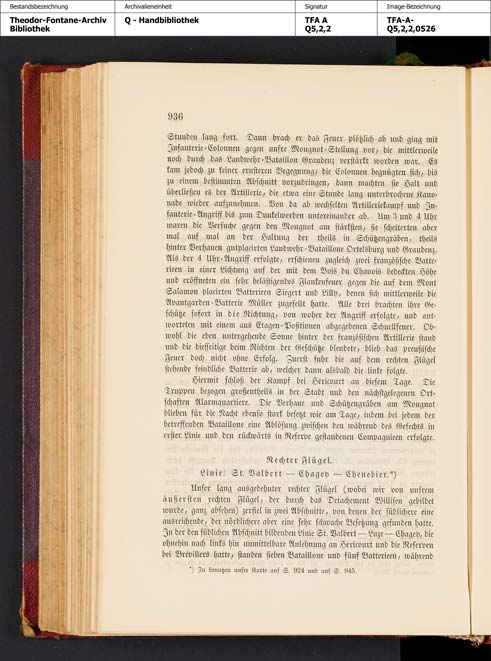 Bestandsbezeichnung
Archivalieneinheit
Signatur
Image-Bezeichnung
Theodor-Fontane-Archiv
Bibliothek
Q - Handbibliothek
TFA A
Q5,2,2
TFA-A-
Q5,2,2,0526
936
Stunden lang fort. Dann brach er das Feuer plötzlich ab und ging mit
Infanterie-Colonnen gegen unsre Mougnot-Stellung vor, die mittlerweile
noch durch das Landwehr-Bataillon Graudenz verstärkt worden war. Es
kam jedoch zu keiner ernsteren Begegnung; die Colonnen begnügten sich, bis
zu einem bestimmten Abschnitt vorzudringen, dann machten sie Halt und
überließen es der Artillerie, die etwa eine Stunde lang unterbrochene Kano-
nade wieder aufzunehmen. Von da ab wechselten Artilleriekampf und In-
fanterie-Angriff bis zum Dunkelwerden untereinander ab. Um 3 und 4 Uhr
waren die Versuche gegen den Mougnot am stärksten, sie scheiterten aber
mal auf mal an der Haltung der theils in Schützengräben, theils
hinter Verhauen gutplacirten Landwehr-Bataillone Ortelsburg und Graudenz.
Als der 4 Uhr-Angriff erfolgte, erschienen zugleich zwei französische Batte-
rieen in einer Lichtung auf der mit dem Bois du Chanois bedeckten Höhe
und eröffneten ein sehr belästigendes Flankenfeuer gegen die auf dem Mont
Salamou placirten Batterieen Siegert und Lilly, denen sich mittlerweile die
Avantgarden-Batterie Müller zugesellt hatte. Alle drei brachten ihre Ge-
schütze sofort in die Richtung, von woher der Angriff erfolgte, und ant-
worteten mit einem aus Etagen-Positionen abgegebenen Schnellfeuer. Ob-
wohl die eben untergehende Sonne hinter der französischen Artillerie stand
und die diesseitige beim Richten der Geschütze blendete, blieb das preußische
Feuer doch nicht ohne Erfolg. Zuerst fuhr die auf dem rechten Flügel
stehende feindliche Batterie ab, welcher dann alsbald die linke folgte.
Hiermit schloß der Kampf bei Héricourt an diesem Tage. Die
Truppen bezogen großentheils in der Stadt und den nächstgelegenen Ort-
schaften Alarmquartiere. Die Verhaue und Schützengräben am Mougnot
blieben für die Nacht ebenso stark besetzt wie am Tage, indem bei jedem der
betreffenden Bataillone eine Ablösung zwischen den während des Gefechts in
erster Linie und den rückwärts in Reserve gestandenen Compagnieen erfolgte.
Rechter Flügel.
Linie: St. Valbert — Chagey — Chenebier.*)
Unser lang ausgedehnter rechter Flügel (wobei wir von unsrem
äußersten rechten Flügel, der durch das Detachement Willisen gebildet
wurde, ganz absehen) zerfiel in zwei Abschnitte, von denen der südlichere eine
ausreichende, der nördlichere aber eine sehr schwache Besetzung gefunden hatte.
In der den südlichen Abschnitt bildenden Linie St. Valbert — Luze — Chagey, die
ohnehin nach links hin unmittelbare Anlehnung an Héricourt und die Reserven
bei Brévilliers hatte, standen sieben Bataillone und fünf Batterieen, während
*) Zu benutzen unsre Karte auf S. 924 und auf S. 945.